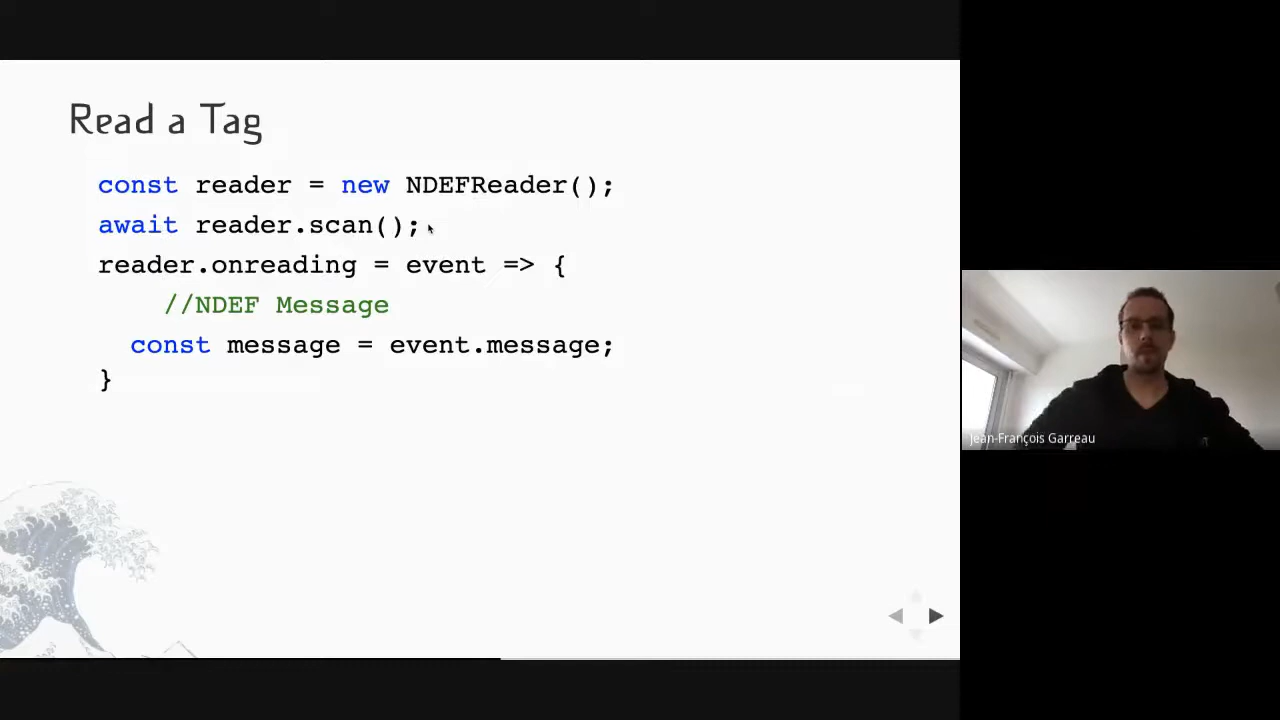 Read a Tag
const reader = new NDEFReader();
await reader.scan();
reader.onreading = event => {
//NDEF Message
const message = event.message;
}
Jean-François Garreau